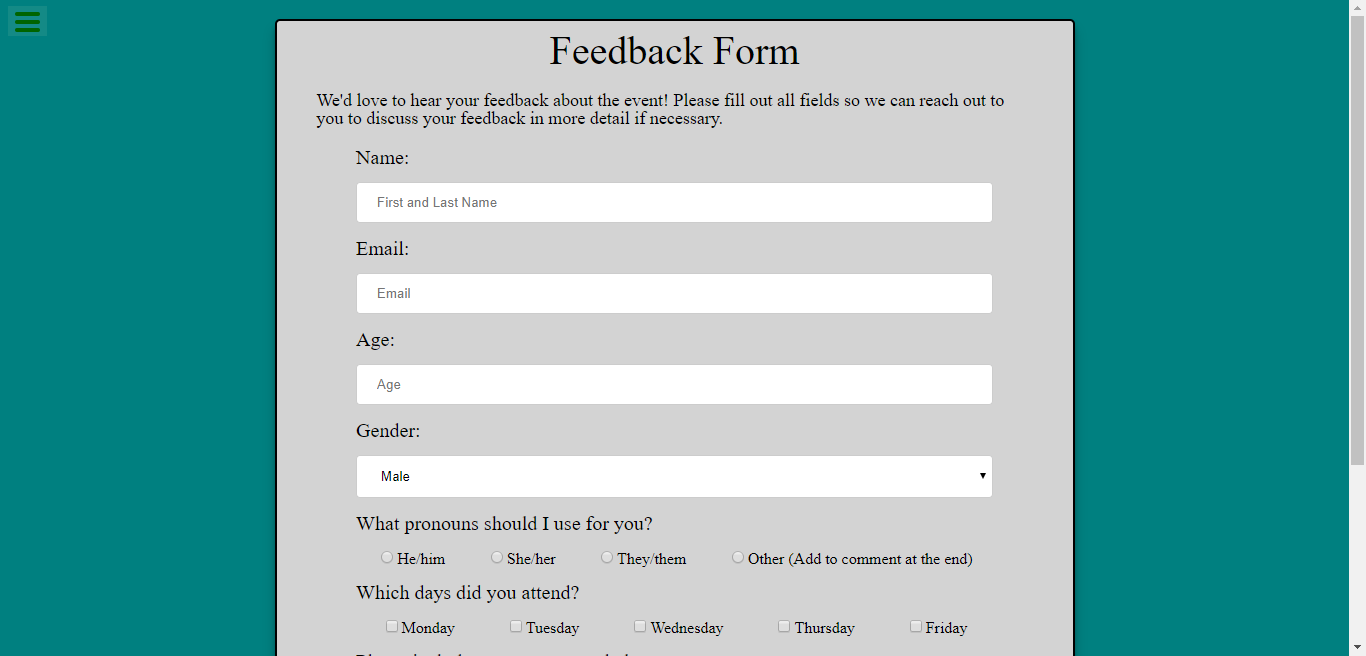 Feedback Form
We'd love to hear your feedback about the event! Please fill out all fields so we can reach out to
you to discuss your feedback in more detail if necessary.
Name:
First and Last Name
Email:
Email
Age:
Age
Gender:
Male
What pronouns should I use for you?
He/him She/her They/them Other (Add to comment at the end)
Which days did you attend?
Monday Tuesday Wednesday Thursday Friday